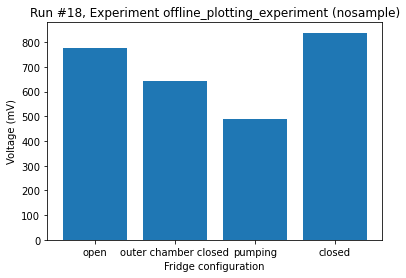 Run #18, Experiment offline_plotting_experiment (nosample)
Voltage (mV)
800
700
600
500
400
300
200
100
0
open outer chamber closed pumping closed
Fridge configuration